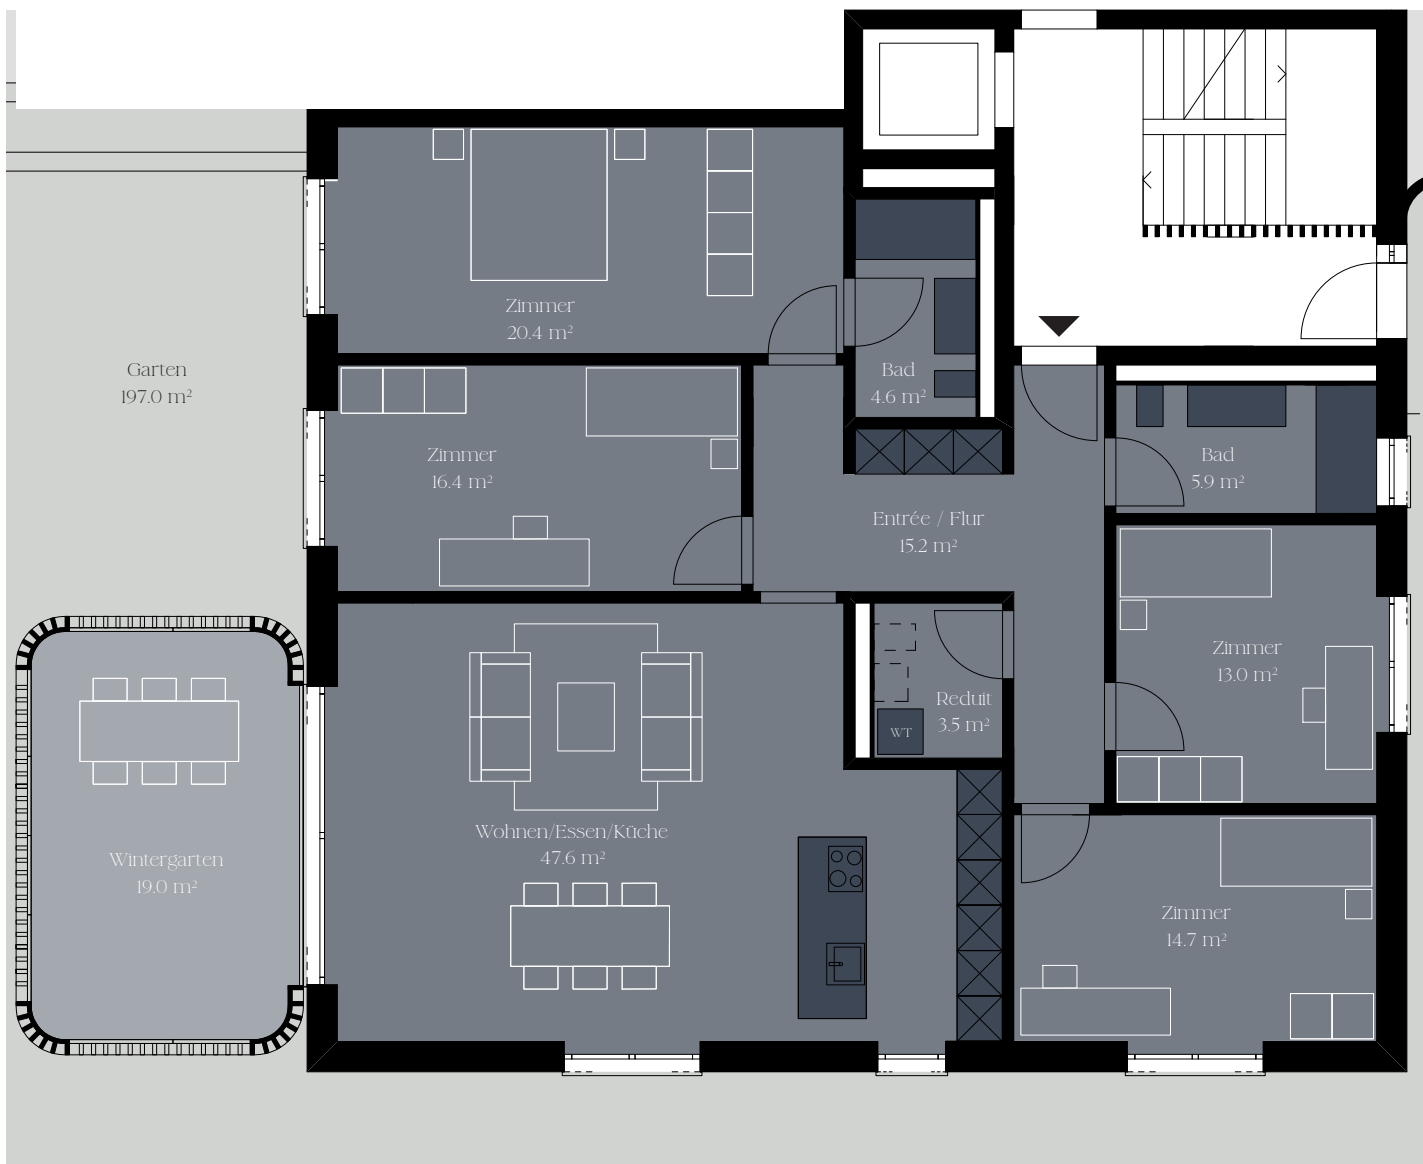 Zimmer
20.4 m²
Garten
197.0 m²
Bad
4.6 m²
Zimmer
16.4 m²
Bad
5.9 m²
Entrée / Flur
15.2 m²
Zimmer
13.0 m²
Reduit
3.5 m²
WT
Wohnen/Essen/Küche
47.6 m²
Wintergarten
19.0 m²
Zimmer
14.7 m²